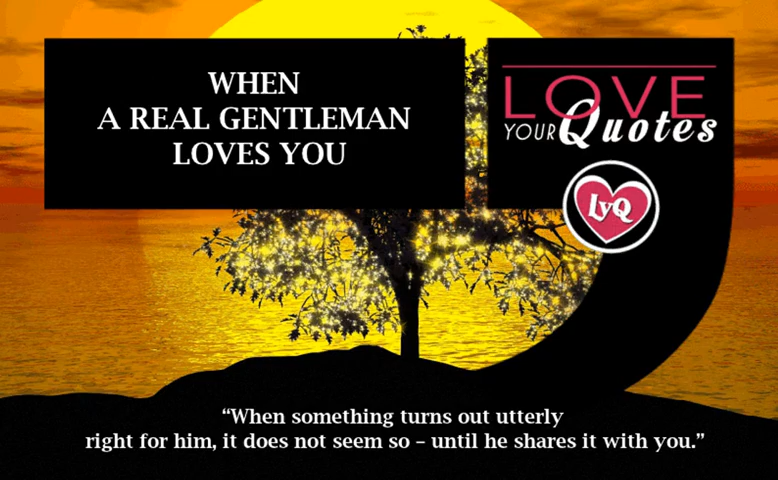 WHEN
A REAL GENTLEMAN
LOVES YOU
LOVE
YOUR Quotes
LyQ
“When something turns out utterly
right for him, it does not seem so – until he shares it with you.”